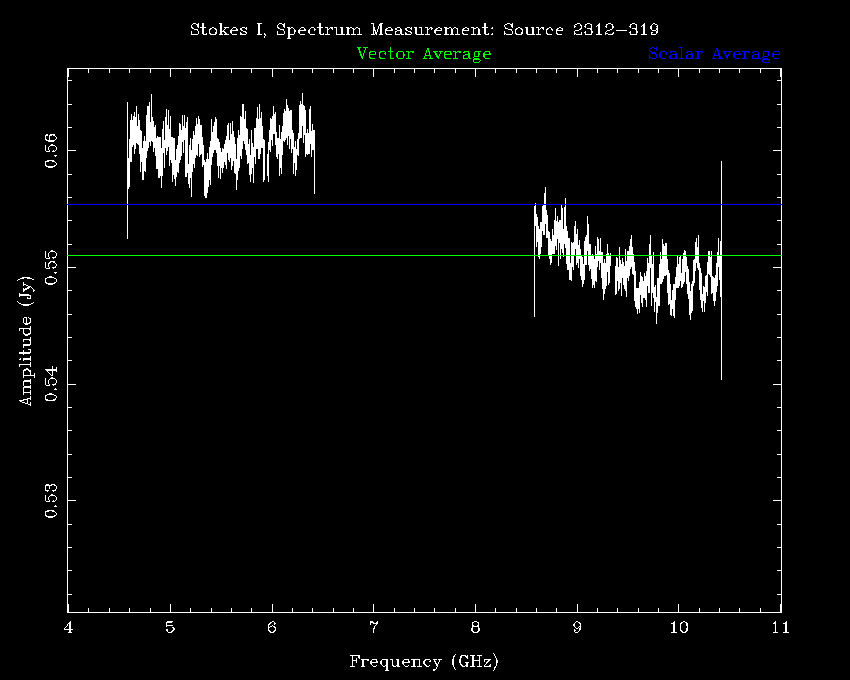 Stokes I, Spectrum Measurement: Source 2312−319
Vector Average Scalar Average
Amplitude (Jy)
0.56
0.55
0.54
0.53
4 5 6 7 8 9 10 11
Frequency (GHz)